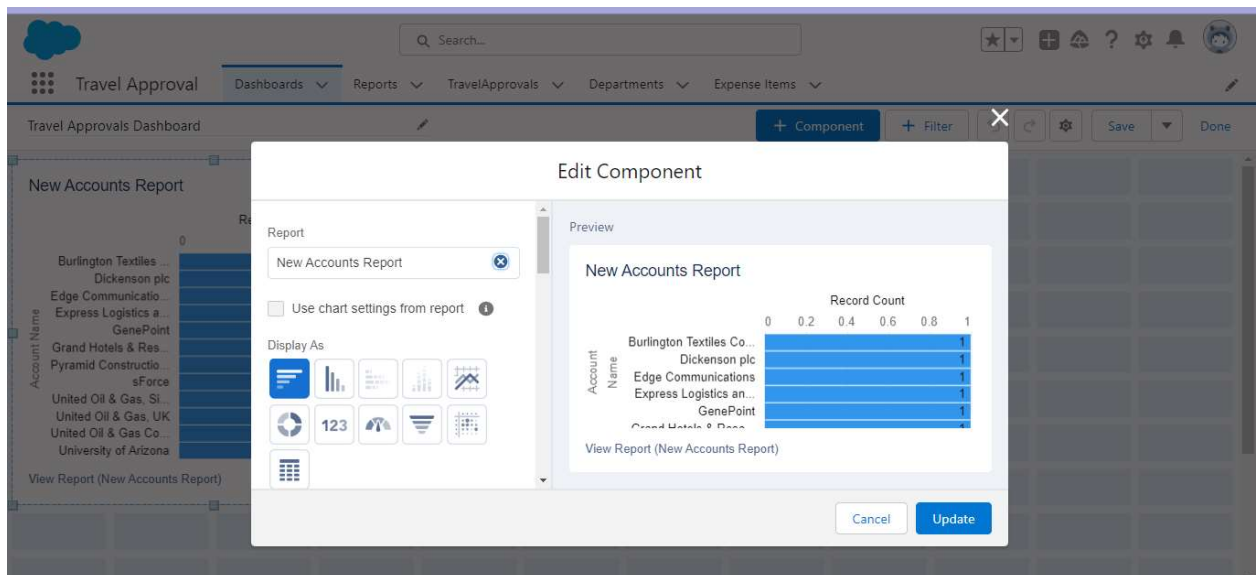 Search...
Travel Approval
Dashboards
Reports
TravelApprovals
Departments
Expense Items
Travel Approvals Dashboard
+ Component
+ Filter
Save
Done
New Accounts Report
0
Burlington Textiles ...
Dickenson plc
Edge Communicatio...
Express Logistics a...
GenePoint
Grand Hotels & Res...
Pyramid Constructio...
sForce
United Oil & Gas, Si...
United Oil & Gas, UK
United Oil & Gas Co...
University of Arizona
Account Name
View Report (New Accounts Report)
Edit Component
Report
New Accounts Report
Use chart settings from report
Display As
123
Preview
New Accounts Report
Record Count
0 0.2 0.4 0.6 0.8 1
Account
Name
Burlington Textiles Co... 1
Dickenson plc 1
Edge Communications 1
Express Logistics an... 1
GenePoint 1
View Report (New Accounts Report)
Cancel
Update